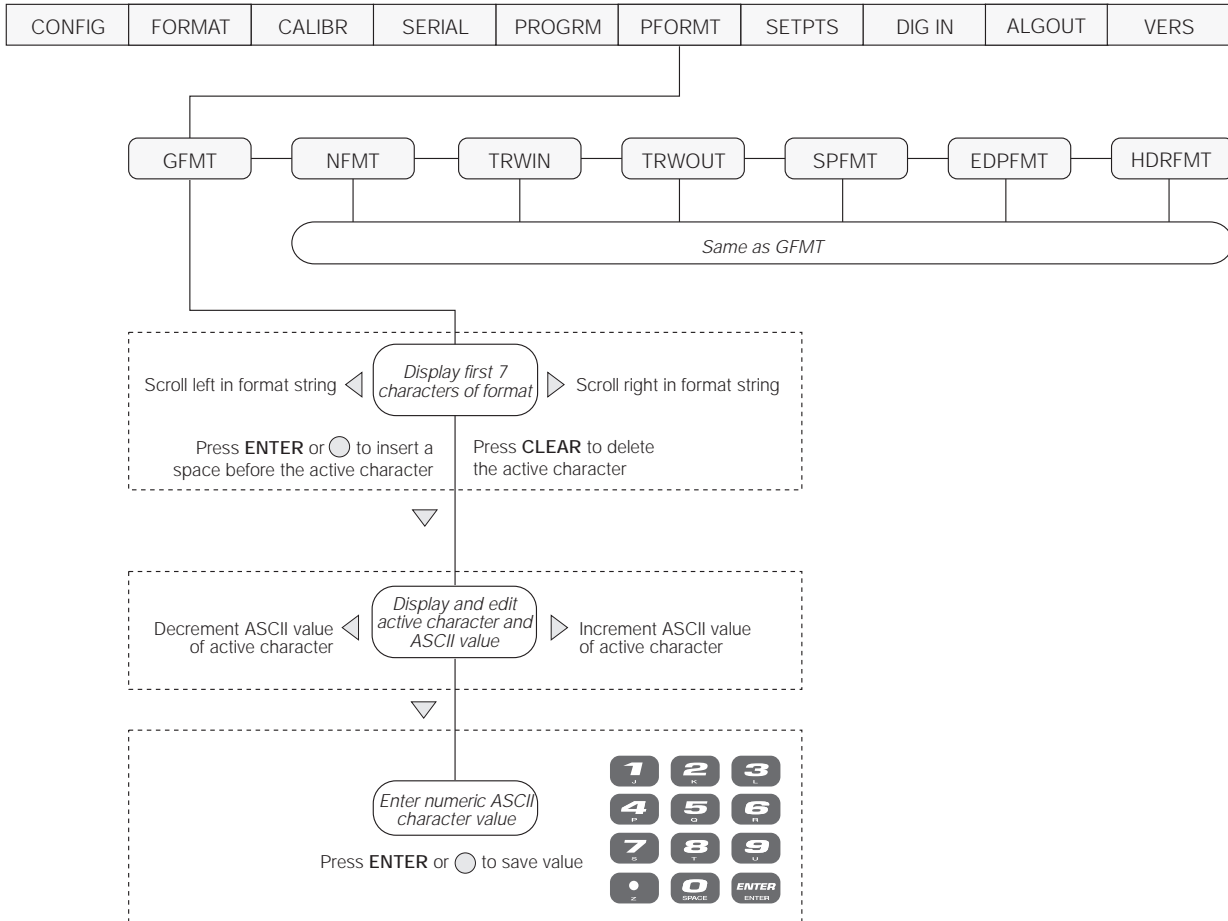 CONFIG FORMAT CALIBR SERIAL PROGRM PFORMT SETPTS DIG IN ALGOUT VERS
GFMT NFMT TRWIN TRWOUT SPFMT EDPFMT HDRFMT
Same as GFMT
Display first 7
characters of format
Scroll left in format string
Scroll right in format string
Press ENTER or to insert a
space before the active character
Press CLEAR to delete
the active character
Display and edit
active character and
ASCII value
Decrement ASCII value
of active character
Increment ASCII value
of active character
Enter numeric ASCII
character value
Press ENTER or to save value
1 2 3
J K L
4 5 6
P Q R
7 8 9
S T U
• 0 ENTER
Z SPACE ENTER